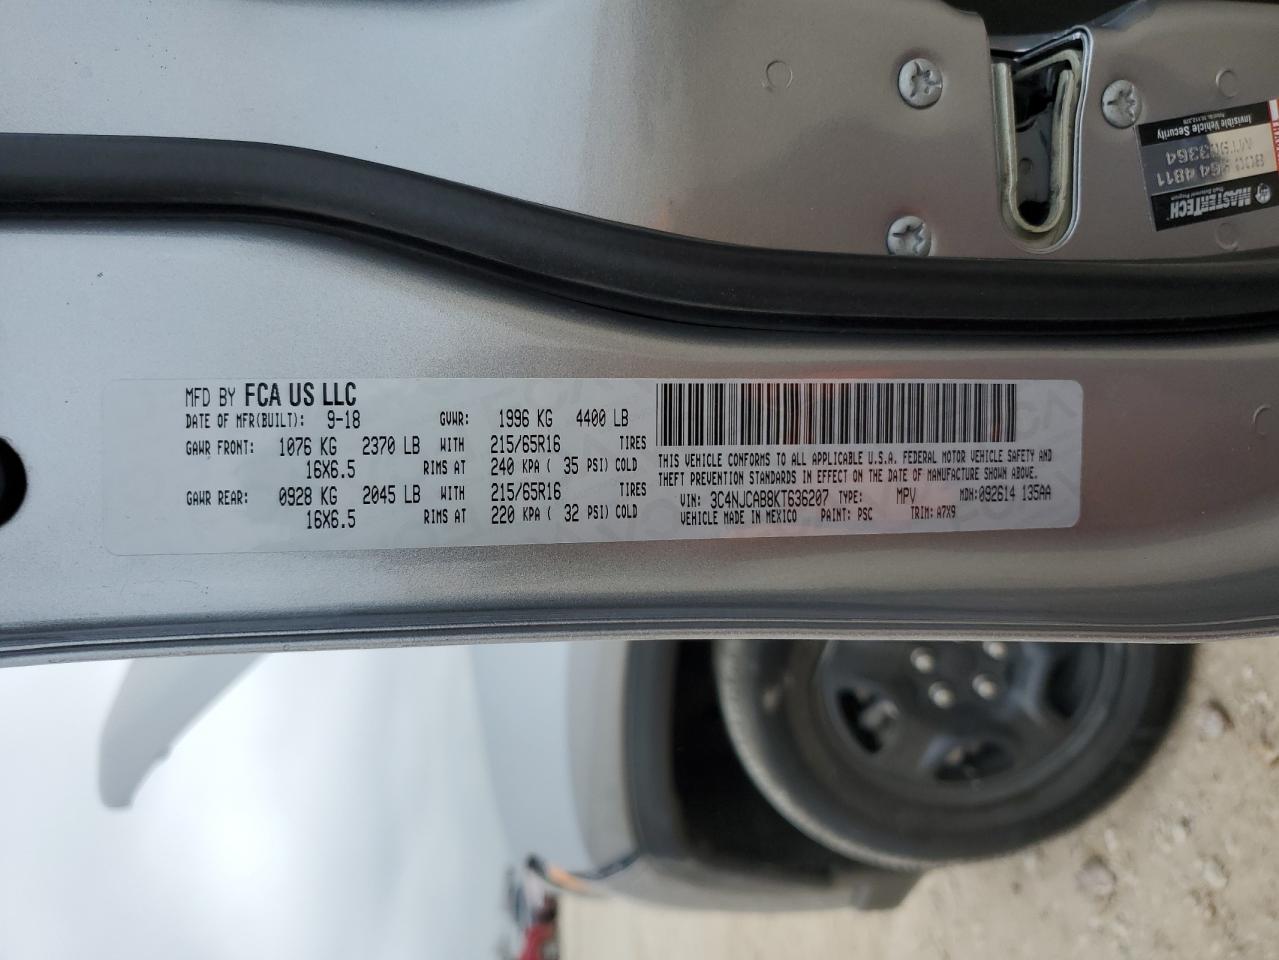 MFD BY FCA US LLC
DATE OF MFR(BUILT): 9-18 GVWR: 1996 KG 4400 LB
GAWR FRONT: 1076 KG 2370 LB WITH 215/65R16 TIRES
16X6.5 RIMS AT 240 KPA ( 35 PSI) COLD
GAWR REAR: 0928 KG 2045 LB WITH 215/65R16 TIRES
16X6.5 RIMS AT 220 KPA ( 32 PSI) COLD
THIS VEHICLE CONFORMS TO ALL APPLICABLE U.S.A. FEDERAL MOTOR VEHICLE SAFETY AND
THEFT PREVENTION STANDARDS IN EFFECT ON THE DATE OF MANUFACTURE SHOWN ABOVE.
VIN: 3C4NJCAB8KT636207 TYPE: MPV MDH: 092614 135AA
VEHICLE MADE IN MEXICO PAINT: PSC TRIM: A7X9
MASTERTECH
4811
Invisible Vehicle Security